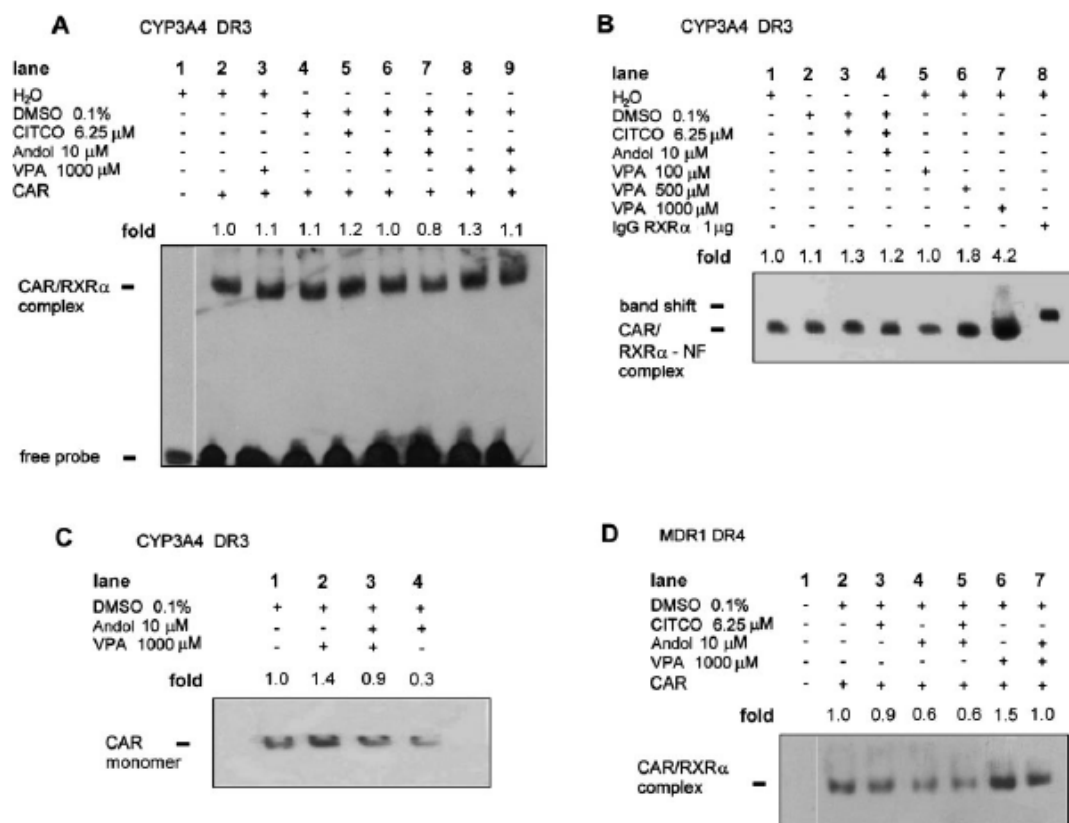 A CYP3A4 DR3
lane 1 2 3 4 5 6 7 8 9
H2O + + + - - - - - -
DMSO 0.1% - - - + + + + + +
CITCO 6.25 µM - - - - + - + - -
Andol 10 µM - - - - - + + - +
VPA 1000 µM - - + - - - - + +
CAR - + + + + + + + +
fold 1.0 1.1 1.1 1.2 1.0 0.8 1.3 1.1
CAR/RXRα
complex
free probe
B CYP3A4 DR3
lane 1 2 3 4 5 6 7 8
H2O + - - - + + + +
DMSO 0.1% - + + + - - - -
CITCO 6.25 µM - - + + - - - -
Andol 10 µM - - - + - - - -
VPA 100 µM - - - - + - - -
VPA 500 µM - - - - - + - -
VPA 1000 µM - - - - - - + -
IgG RXRα 1µg - - - - - - - +
fold 1.0 1.1 1.3 1.2 1.0 1.8 4.2
band shift
CAR/
RXRα - NF
complex
C CYP3A4 DR3
lane 1 2 3 4
DMSO 0.1% + + + +
Andol 10 µM - - + +
VPA 1000 µM - + + -
fold 1.0 1.4 0.9 0.3
CAR
monomer
D MDR1 DR4
lane 1 2 3 4 5 6 7
DMSO 0.1% - + + + + + +
CITCO 6.25 µM - - + - + - -
Andol 10 µM - - - + + - +
VPA 1000 µM - - - - - + +
CAR - + + + + + +
fold 1.0 0.9 0.6 0.6 1.5 1.0
CAR/RXRα
complex